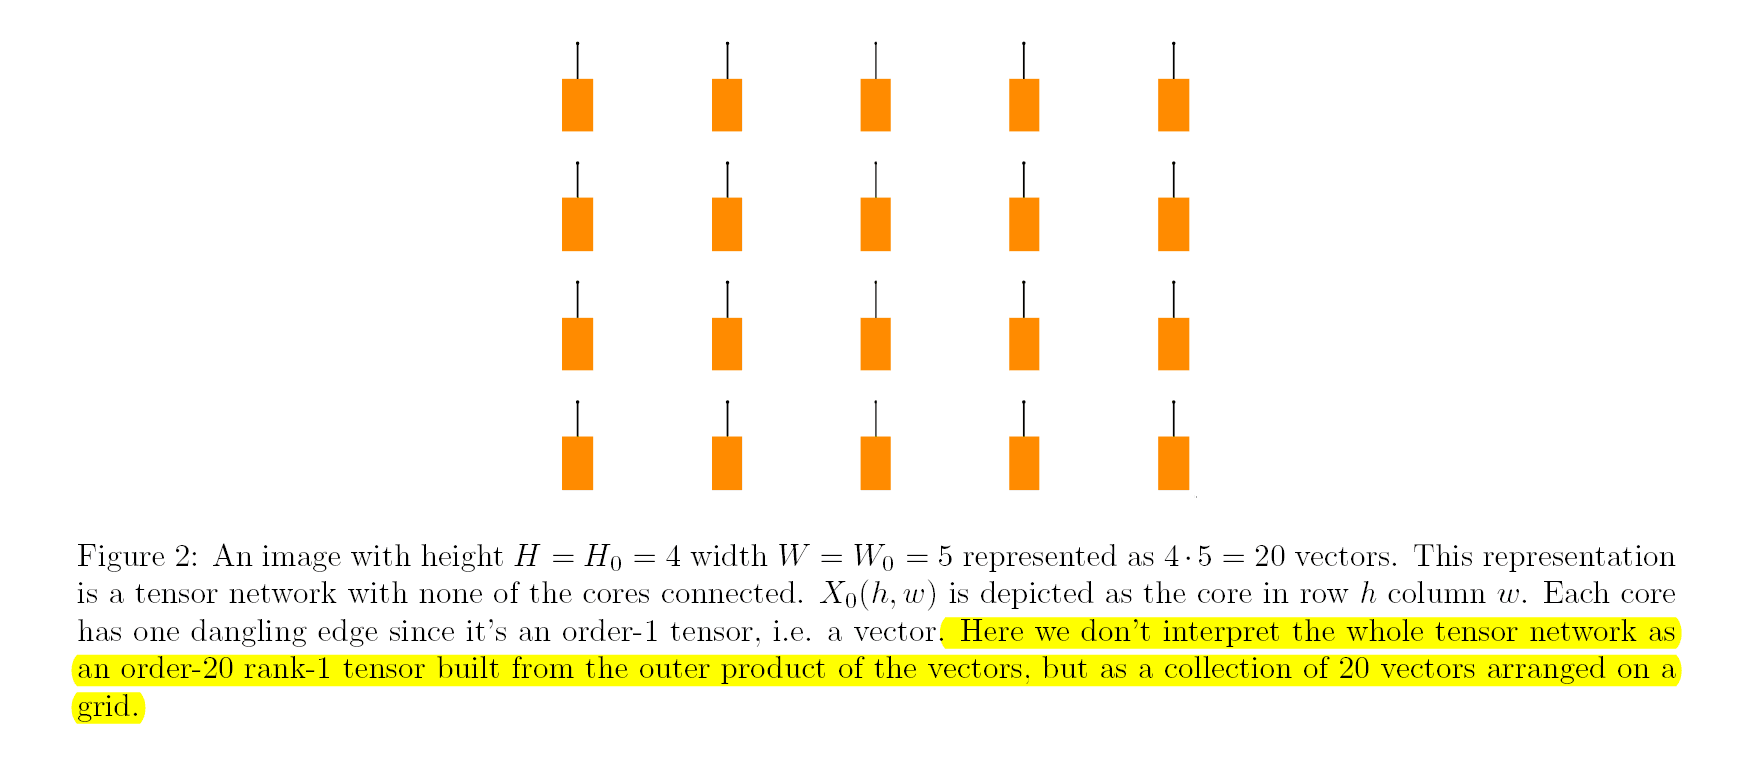 Figure 2: An image with height H = H₀ = 4 width W = W₀ = 5 represented as 4 · 5 = 20 vectors. This representation
is a tensor network with none of the cores connected. X₀(h, w) is depicted as the core in row h column w. Each core
has one dangling edge since it's an order-1 tensor, i.e. a vector. Here we don't interpret the whole tensor network as
an order-20 rank-1 tensor built from the outer product of the vectors, but as a collection of 20 vectors arranged on a
grid.